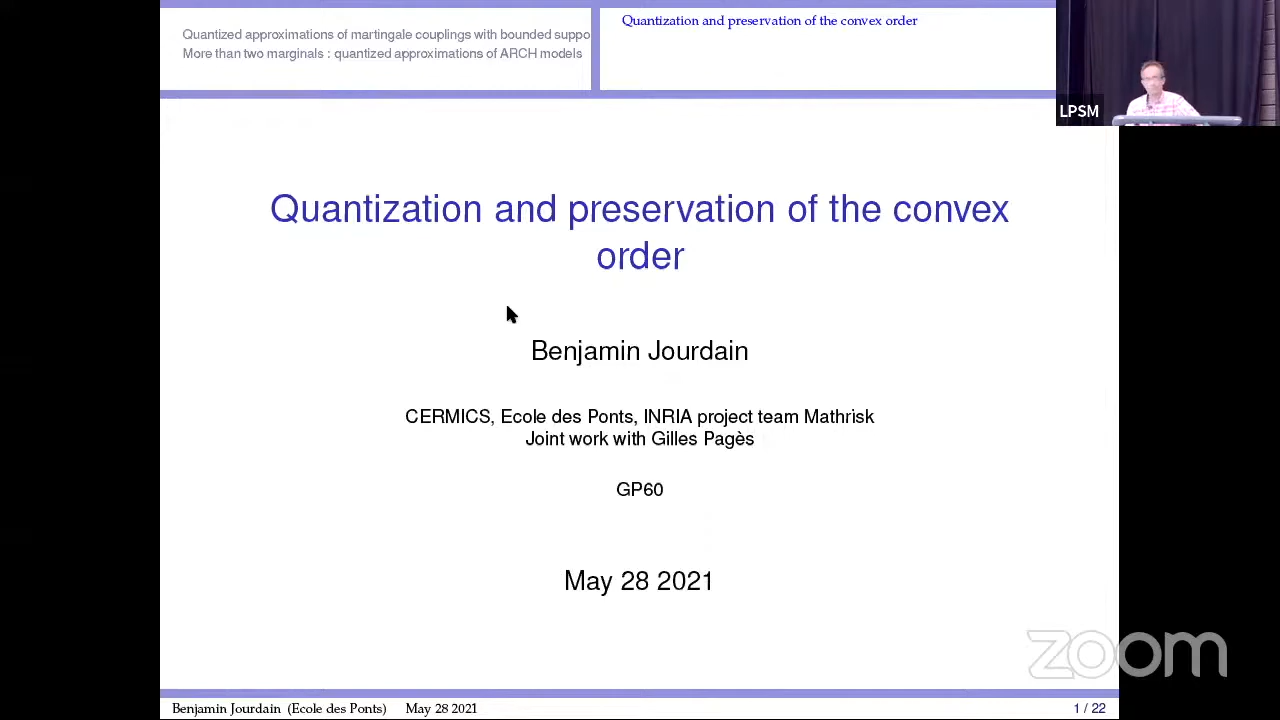 Quantized approximations of martingale couplings with bounded suppo
More than two marginals : quantized approximations of ARCH models
Quantization and preservation of the convex order
LPSM
Quantization and preservation of the convex
order
Benjamin Jourdain
CERMICS, Ecole des Ponts, INRIA project team Mathrisk
Joint work with Gilles Pagès
GP60
May 28 2021
zoom
Benjamin Jourdain (Ecole des Ponts) May 28 2021 1 / 22